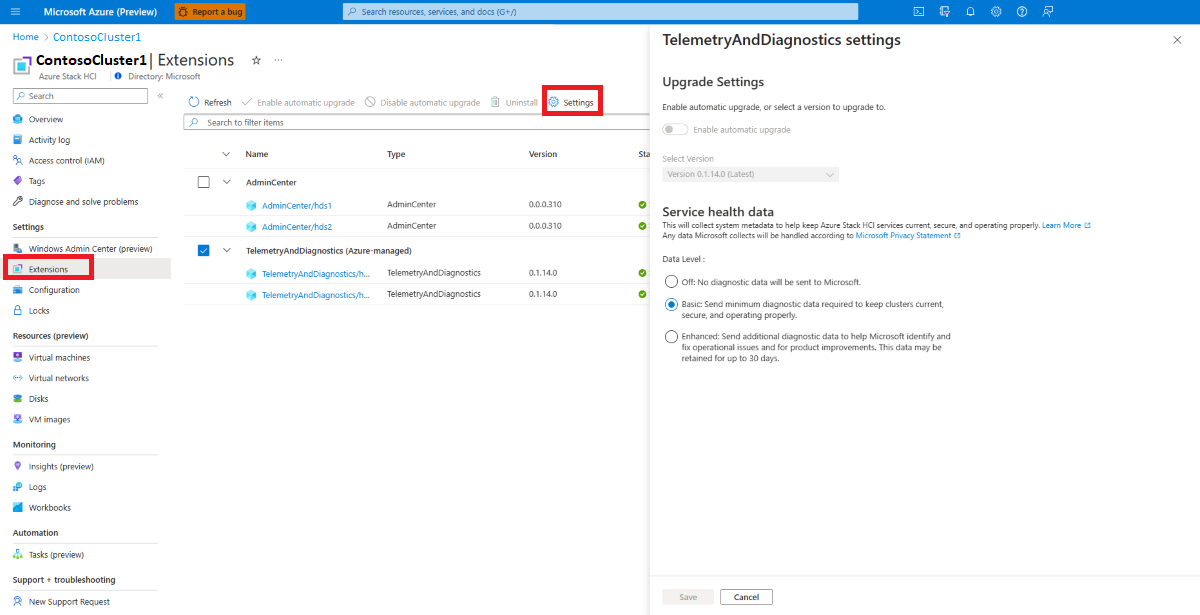 Microsoft Azure (Preview)
Report a bug
Search resources, services, and docs (G+/)
Home > ContosoCluster1
ContosoCluster1 | Extensions
Azure Stack HCI
Directory: Microsoft
Search
«
Overview
Activity log
Access control (IAM)
Tags
Diagnose and solve problems
Settings
Windows Admin Center (preview)
Extensions
Configuration
Locks
Resources (preview)
Virtual machines
Virtual networks
Disks
VM images
Monitoring
Insights (preview)
Logs
Workbooks
Automation
Tasks (preview)
Support + troubleshooting
New Support Request
Refresh
Enable automatic upgrade
Disable automatic upgrade
Uninstall
Settings
Search to filter items
Name Type Version Sta
AdminCenter
AdminCenter/hds1 AdminCenter 0.0.0.310
AdminCenter/hds2 AdminCenter 0.0.0.310
TelemetryAndDiagnostics (Azure-managed)
TelemetryAndDiagnostics/h... TelemetryAndDiagnostics 0.1.14.0
TelemetryAndDiagnostics/h... TelemetryAndDiagnostics 0.1.14.0
TelemetryAndDiagnostics settings
Upgrade Settings
Enable automatic upgrade, or select a version to upgrade to.
Enable automatic upgrade
Select Version
Version 0.1.14.0 (Latest)
Service health data
This will collect system metadata to help keep Azure Stack HCI services current, secure, and operating properly. Learn More
Any data Microsoft collects will be handled according to Microsoft Privacy Statement
Data Level :
Off: No diagnostic data will be sent to Microsoft.
Basic: Send minimum diagnostic data required to keep clusters current,
secure, and operating properly.
Enhanced: Send additional diagnostic data to help Microsoft identify and
fix operational issues and for product improvements. This data may be
retained for up to 30 days.
Save
Cancel